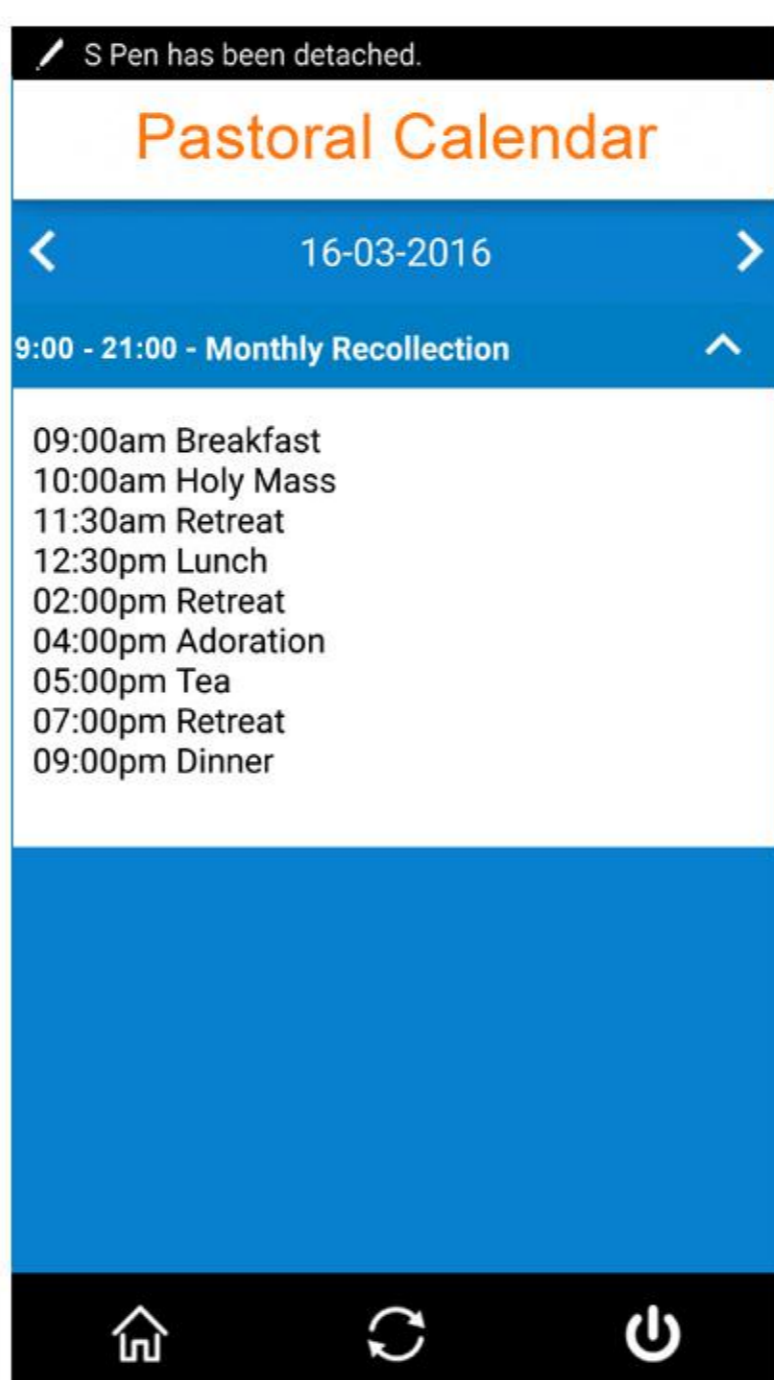 S Pen has been detached.
Pastoral Calendar
16-03-2016
9:00 - 21:00 - Monthly Recollection
09:00am Breakfast
10:00am Holy Mass
11:30am Retreat
12:30pm Lunch
02:00pm Retreat
04:00pm Adoration
05:00pm Tea
07:00pm Retreat
09:00pm Dinner